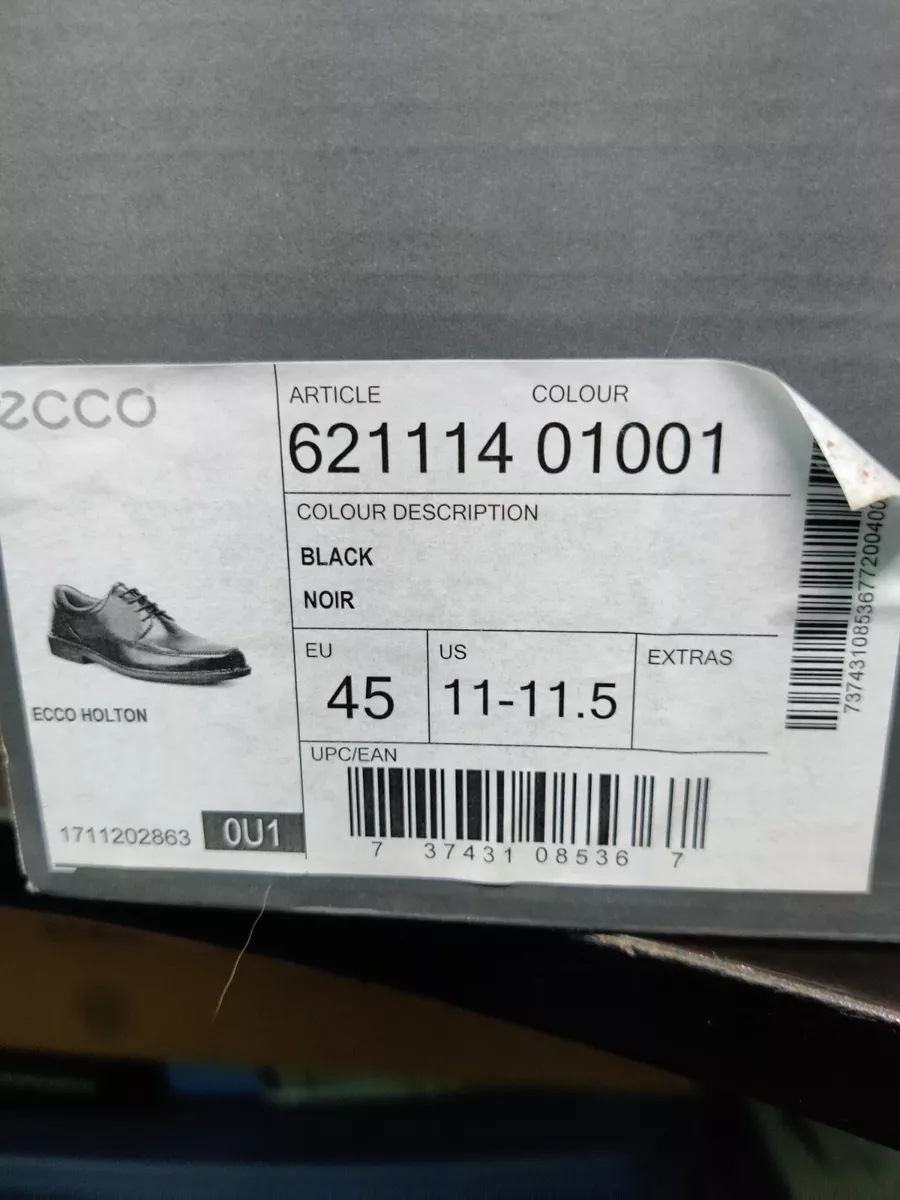 ecco
ARTICLE COLOUR
621114 01001
COLOUR DESCRIPTION
BLACK
NOIR
EU US EXTRAS
45 11-11.5
ECCO HOLTON
UPC/EAN
7 37431 08536 7
1711202863 0U1
7374310853677200400